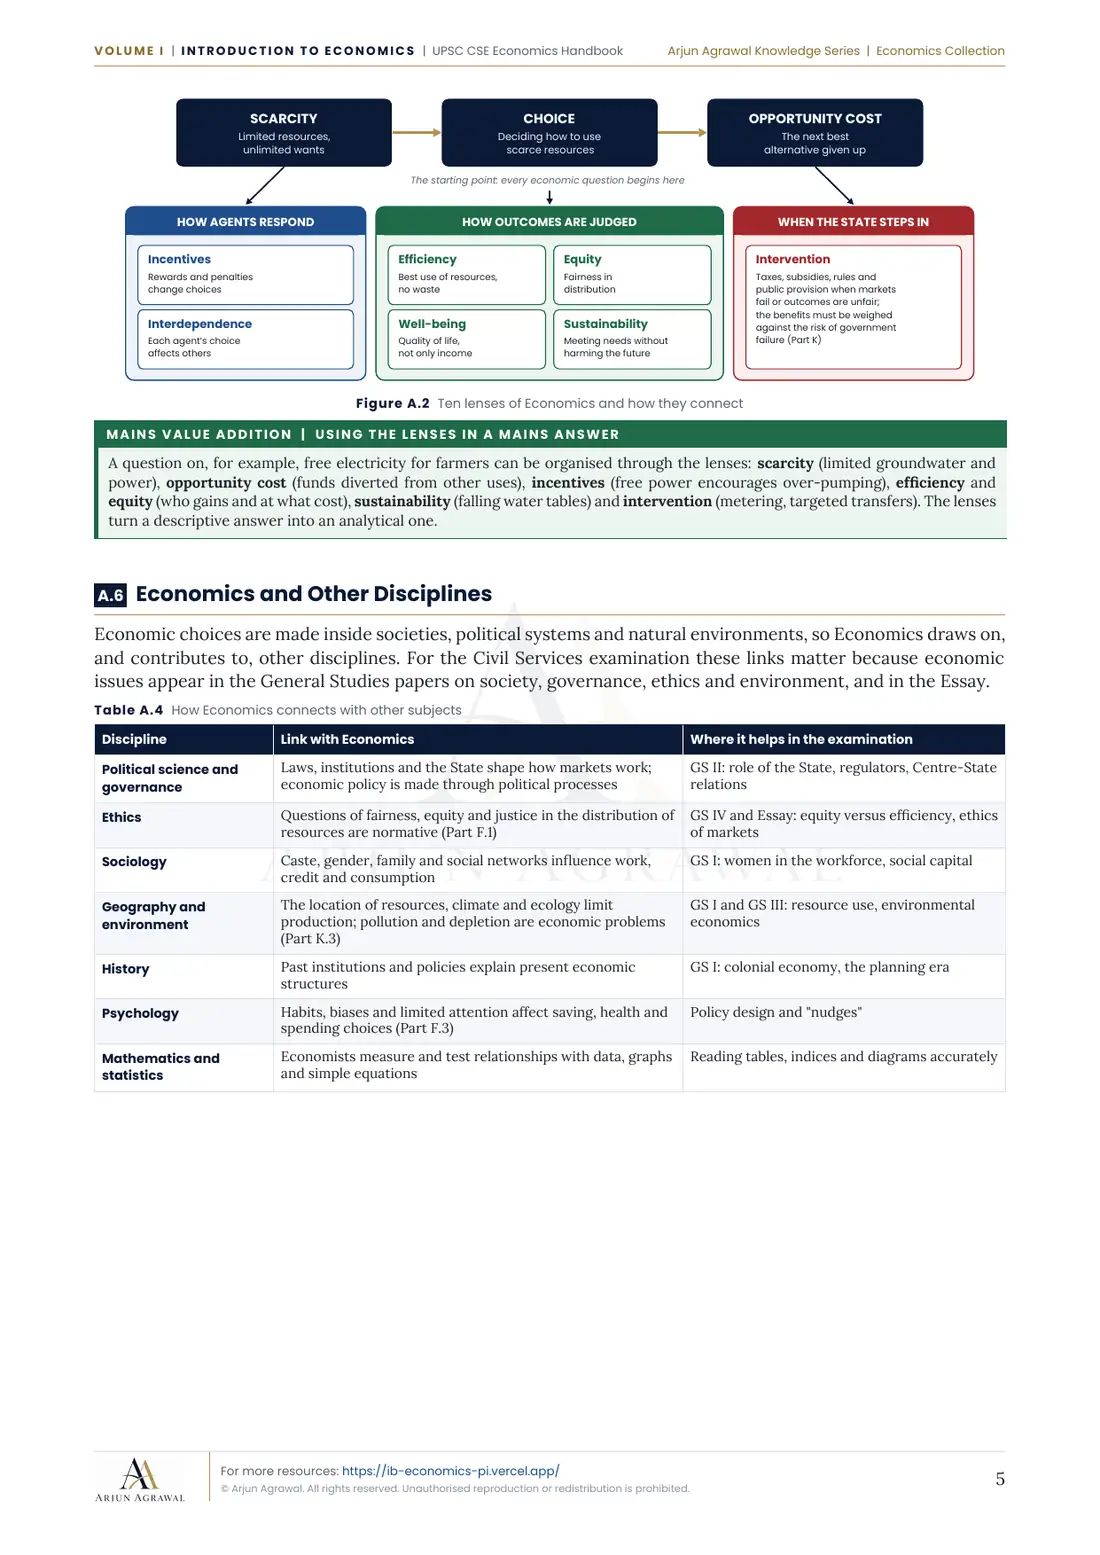 VOLUME I | INTRODUCTION TO ECONOMICS | UPSC CSE Economics Handbook
Arjun Agrawal Knowledge Series | Economics Collection
SCARCITY
Limited resources,
unlimited wants
CHOICE
Deciding how to use
scarce resources
OPPORTUNITY COST
The next best
alternative given up
The starting point: every economic question begins here
HOW AGENTS RESPOND
Incentives
Rewards and penalties
change choices
Interdependence
Each agent's choice
affects others
HOW OUTCOMES ARE JUDGED
Efficiency
Best use of resources,
no waste
Equity
Fairness in
distribution
Well-being
Quality of life,
not only income
Sustainability
Meeting needs without
harming the future
WHEN THE STATE STEPS IN
Intervention
Taxes, subsidies, rules and
public provision when markets
fail or outcomes are unfair;
the benefits must be weighed
against the risk of government
failure (Part K)
Figure A.2 Ten lenses of Economics and how they connect
MAINS VALUE ADDITION | USING THE LENSES IN A MAINS ANSWER
A question on, for example, free electricity for farmers can be organised through the lenses: scarcity (limited groundwater and
power), opportunity cost (funds diverted from other uses), incentives (free power encourages over-pumping), efficiency and
equity (who gains and at what cost), sustainability (falling water tables) and intervention (metering, targeted transfers). The lenses
turn a descriptive answer into an analytical one.
A.6 Economics and Other Disciplines
Economic choices are made inside societies, political systems and natural environments, so Economics draws on,
and contributes to, other disciplines. For the Civil Services examination these links matter because economic
issues appear in the General Studies papers on society, governance, ethics and environment, and in the Essay.
Table A.4 How Economics connects with other subjects
Discipline
Link with Economics
Where it helps in the examination
Political science and
governance
Laws, institutions and the State shape how markets work;
economic policy is made through political processes
GS II: role of the State, regulators, Centre-State
relations
Ethics
Questions of fairness, equity and justice in the distribution of
resources are normative (Part F.1)
GS IV and Essay: equity versus efficiency, ethics
of markets
Sociology
Caste, gender, family and social networks influence work,
credit and consumption
GS I: women in the workforce, social capital
Geography and
environment
The location of resources, climate and ecology limit
production; pollution and depletion are economic problems
(Part K.3)
GS I and GS III: resource use, environmental
economics
History
Past institutions and policies explain present economic
structures
GS I: colonial economy, the planning era
Psychology
Habits, biases and limited attention affect saving, health and
spending choices (Part F.3)
Policy design and "nudges"
Mathematics and
statistics
Economists measure and test relationships with data, graphs
and simple equations
Reading tables, indices and diagrams accurately
ARJUN AGRAWAL
ARJUN AGRAWAL
For more resources: https://ib-economics-pi.vercel.app/
© Arjun Agrawal. All rights reserved. Unauthorised reproduction or redistribution is prohibited.
5